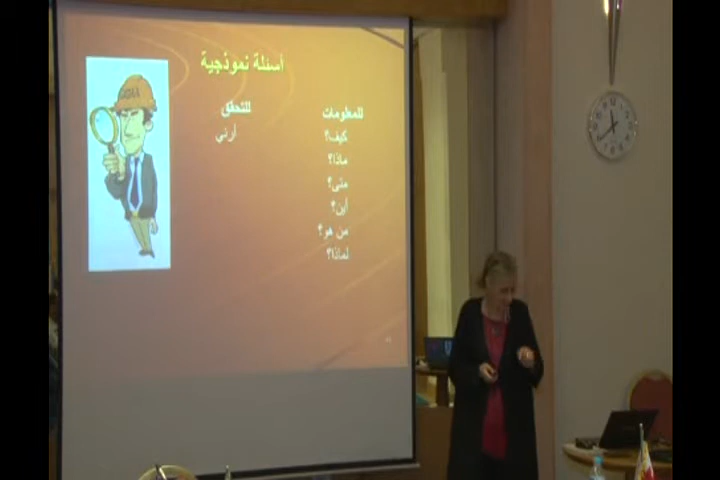 أسئلة نموذجية
للمعلومات
كيف؟
ماذا؟
متى؟
أين؟
من هو؟
لماذا؟
للتحقق
أرني